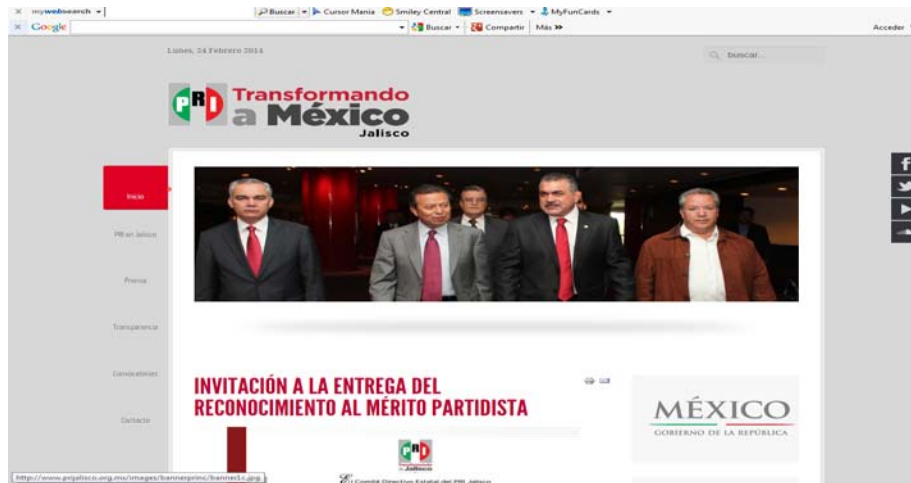 mywebsearch
Buscar Cursor Mania Smiley Central Screensavers MyFunCards
Google Buscar Compartir Más Acceder
Lunes, 24 Febrero 2014
buscar...
PRI Transformando
a México
Jalisco
Inicio
PRI en Jalisco
Prensa
Transparencia
Convocatorias
Contacto
INVITACIÓN A LA ENTREGA DEL
RECONOCIMIENTO AL MÉRITO PARTIDISTA
MÉXICO
GOBIERNO DE LA REPÚBLICA
PRI
Transformando
a Jalisco
El Comité Directivo Estatal del PRI Jalisco
http://www.prijalisco.org.mx/images/bannerprinc/banner1c.jpg